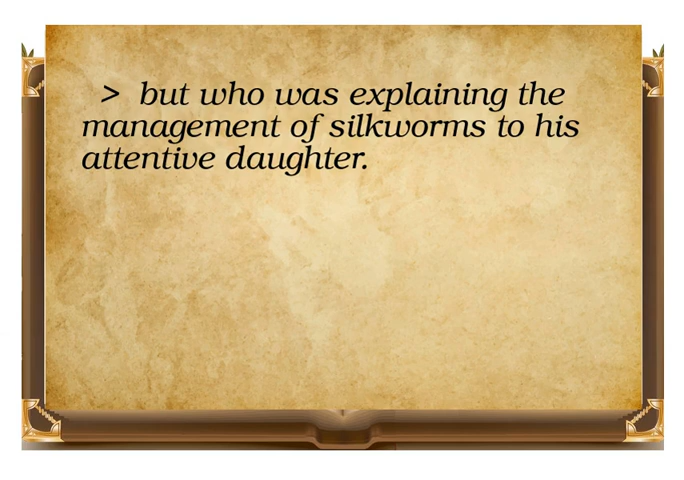 > but who was explaining the
management of silkworms to his
attentive daughter.